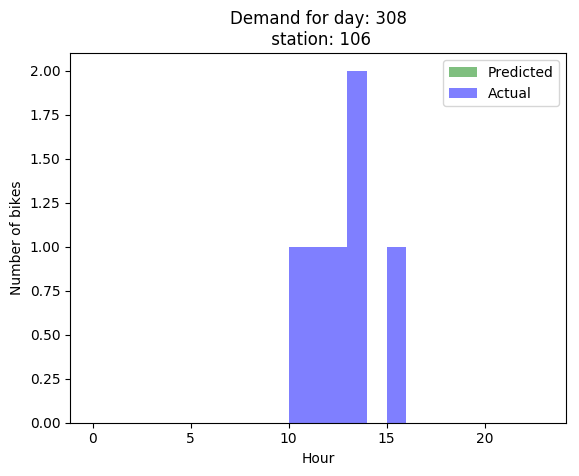 Demand for day: 308
station: 106
Predicted
Actual
2.00
1.75
1.50
1.25
1.00
0.75
0.50
0.25
0.00
Number of bikes
0 5 10 15 20
Hour